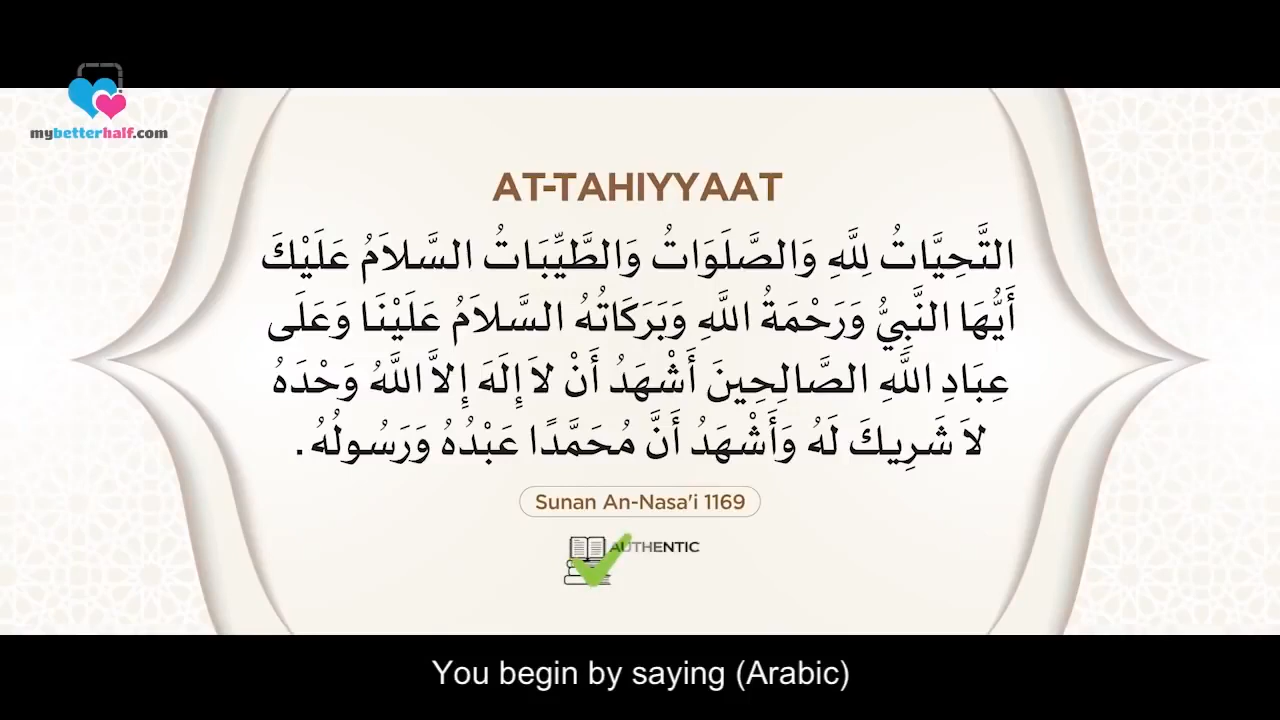 mybetterhalf.com
AT-TAHIYYAAT
التَّحِيَّاتُ لِلَّهِ وَالصَّلَوَاتُ وَالطَّيِّبَاتُ السَّلاَمُ عَلَيْكَ
أَيُّهَا النَّبِيُّ وَرَحْمَةُ اللَّهِ وَبَرَكَاتُهُ السَّلاَمُ عَلَيْنَا وَعَلَى
عِبَادِ اللَّهِ الصَّالِحِينَ أَشْهَدُ أَنْ لاَ إِلَهَ إِلاَّ اللَّهُ وَحْدَهُ
لاَ شَرِيكَ لَهُ وَأَشْهَدُ أَنَّ مُحَمَّدًا عَبْدُهُ وَرَسُولُهُ .
Sunan An-Nasa'i 1169
AUTHENTIC
You begin by saying (Arabic)